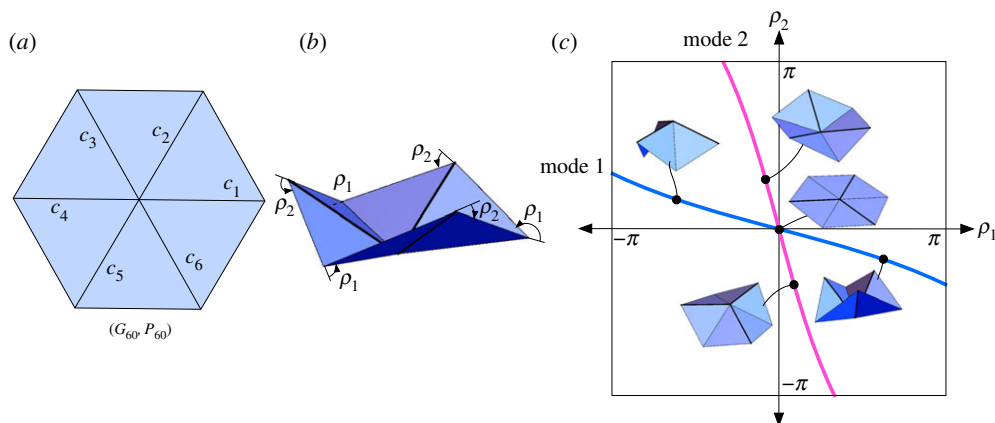 (a)
c₃
c₂
c₁
c₄
c₅
c₆
(G₆₀, P₆₀)
(b)
ρ₂
ρ₁
ρ₂
ρ₂
ρ₁
ρ₁
(c)
mode 2
ρ₂
π
mode 1
−π
π
ρ₁
−π